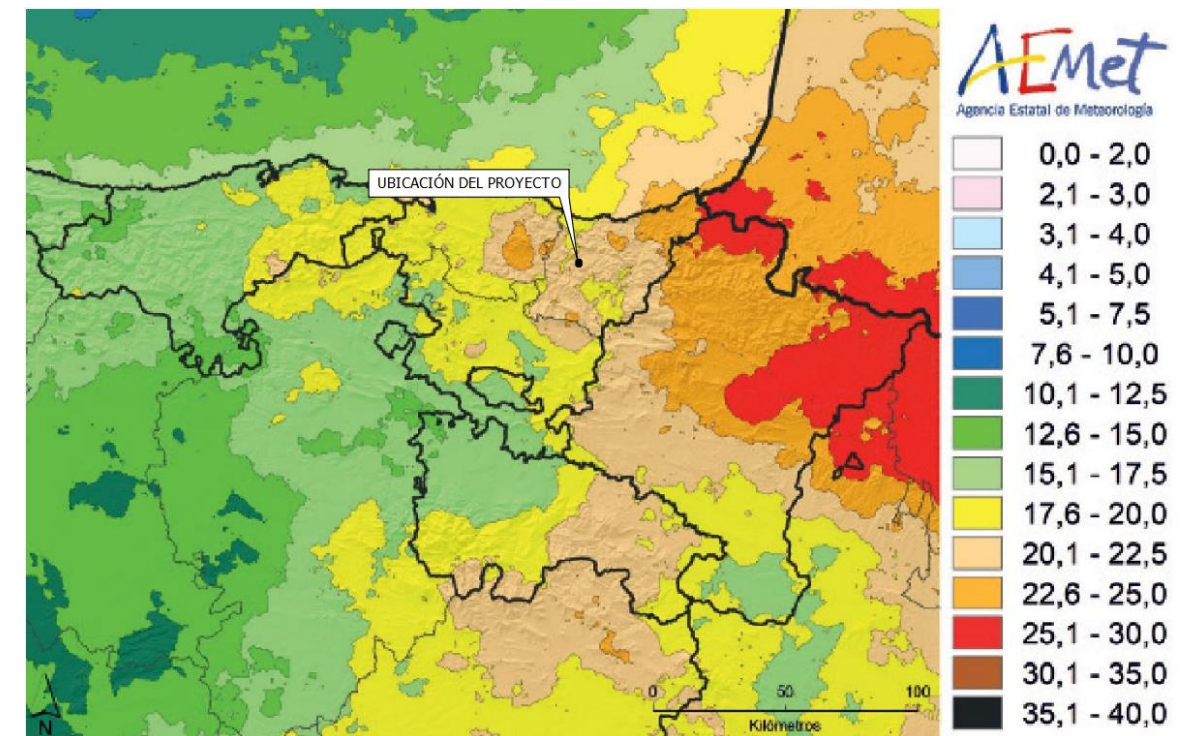 UBICACIÓN DEL PROYECTO
0 50 100
Kilómetros
N
AEMet
Agencia Estatal de Meteorología
0,0 - 2,0
2,1 - 3,0
3,1 - 4,0
4,1 - 5,0
5,1 - 7,5
7,6 - 10,0
10,1 - 12,5
12,6 - 15,0
15,1 - 17,5
17,6 - 20,0
20,1 - 22,5
22,6 - 25,0
25,1 - 30,0
30,1 - 35,0
35,1 - 40,0